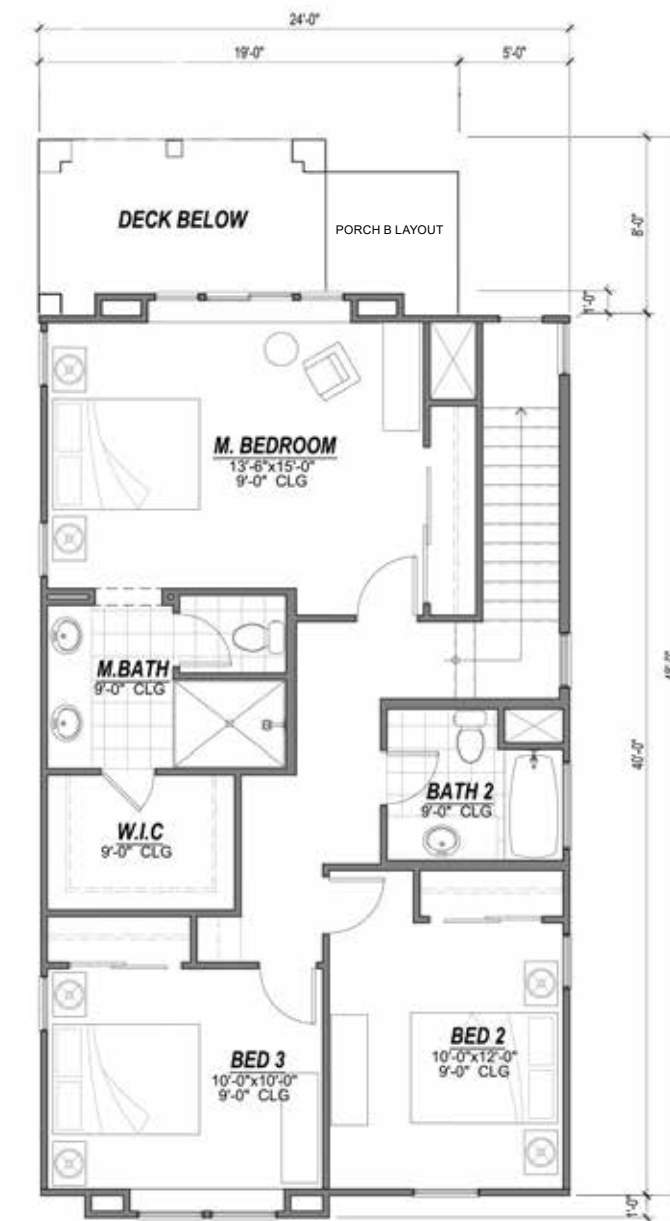 24'-0"
19'-0"
5'-0"
DECK BELOW
PORCH B LAYOUT
8'-0"
1'-0"
M. BEDROOM
13'-6"x15'-0"
9'-0" CLG
M.BATH
9'-0" CLG
40'-0"
BATH 2
9'-0" CLG
W.I.C
9'-0" CLG
BED 3
10'-0"x10'-0"
9'-0" CLG
BED 2
10'-0"x12'-0"
9'-0" CLG
1'-0"